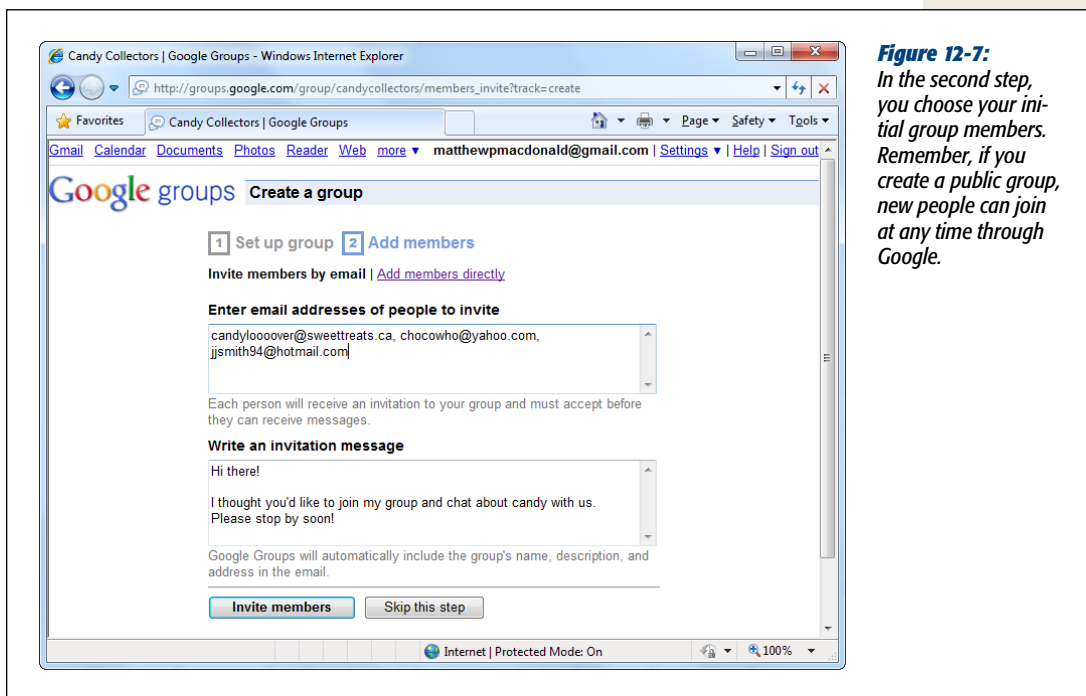 Candy Collectors | Google Groups - Windows Internet Explorer
http://groups.google.com/group/candycollectors/members_invite?track=create
Favorites Candy Collectors | Google Groups Page Safety Tools
Gmail Calendar Documents Photos Reader Web more ▼ matthewpmacdonald@gmail.com | Settings ▼ | Help | Sign out
Google groups Create a group
1 Set up group 2 Add members
Invite members by email | Add members directly
Enter email addresses of people to invite
candyloooover@sweettreats.ca, chocowho@yahoo.com,
jjsmith94@hotmail.com
Each person will receive an invitation to your group and must accept before
they can receive messages.
Write an invitation message
Hi there!
I thought you'd like to join my group and chat about candy with us.
Please stop by soon!
Google Groups will automatically include the group's name, description, and
address in the email.
Invite members Skip this step
Internet | Protected Mode: On 100%
Figure 12-7:
In the second step,
you choose your ini-
tial group members.
Remember, if you
create a public group,
new people can join
at any time through
Google.